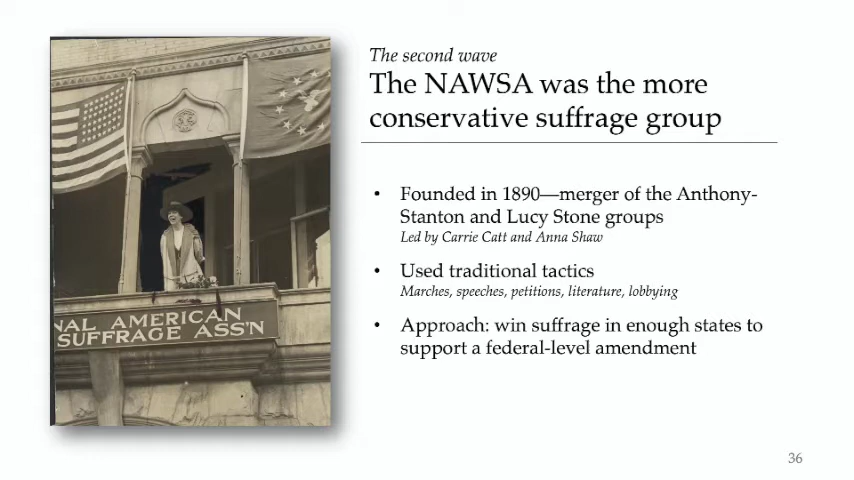 The second wave
The NAWSA was the more
conservative suffrage group
• Founded in 1890—merger of the Anthony-
Stanton and Lucy Stone groups
Led by Carrie Catt and Anna Shaw
• Used traditional tactics
Marches, speeches, petitions, literature, lobbying
• Approach: win suffrage in enough states to
support a federal-level amendment
NAL AMERICAN
SUFFRAGE ASS'N
36